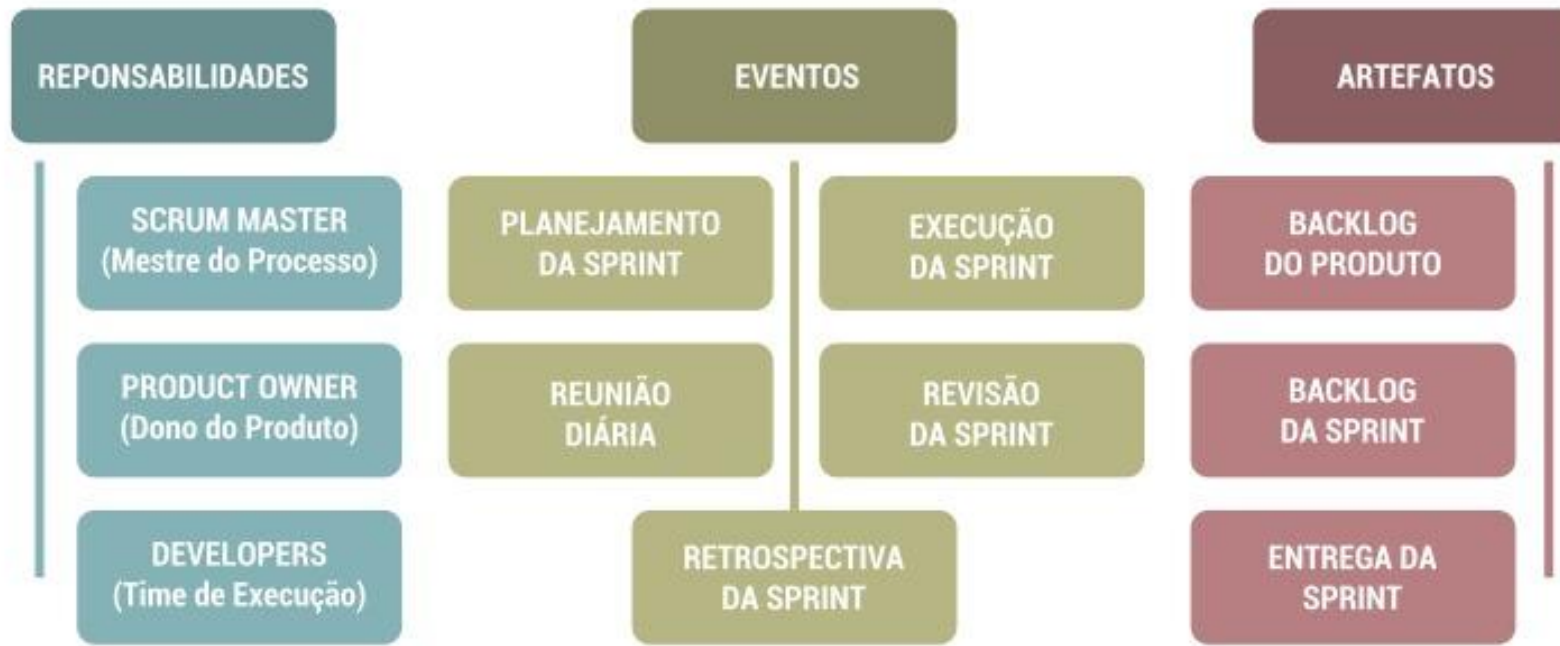 REPONSABILIDADES
SCRUM MASTER
(Mestre do Processo)
PRODUCT OWNER
(Dono do Produto)
DEVELOPERS
(Time de Execução)
EVENTOS
PLANEJAMENTO
DA SPRINT
EXECUÇÃO
DA SPRINT
REUNIÃO
DIÁRIA
REVISÃO
DA SPRINT
RETROSPECTIVA
DA SPRINT
ARTEFATOS
BACKLOG
DO PRODUTO
BACKLOG
DA SPRINT
ENTREGA DA
SPRINT